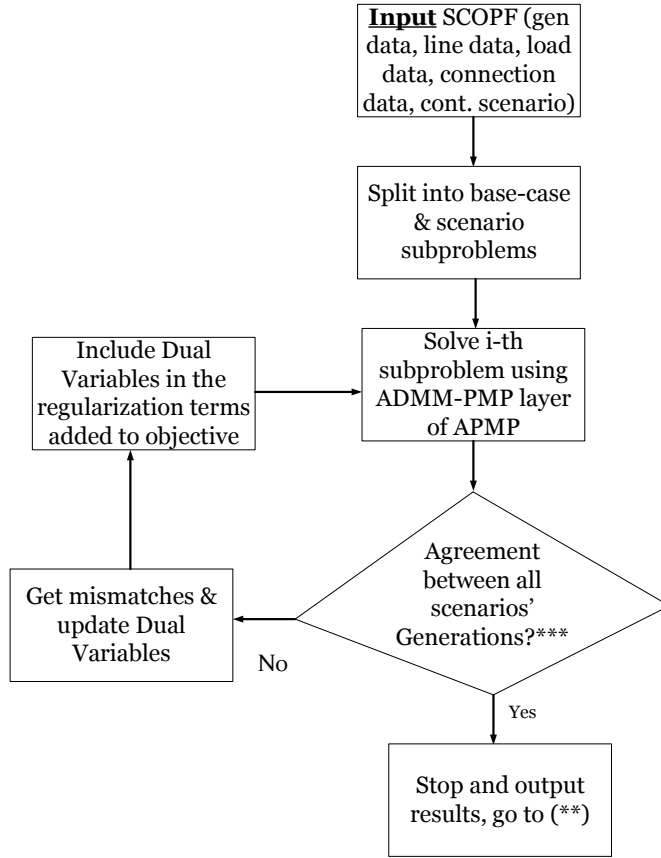 Input SCOPF (gen
data, line data, load
data, connection
data, cont. scenario)
Split into base-case
& scenario
subproblems
Solve i-th
subproblem using
ADMM-PMP layer
of APMP
Include Dual
Variables in the
regularization terms
added to objective
Agreement
between all
scenarios’
Generations?***
Get mismatches &
update Dual
Variables
No
Yes
Stop and output
results, go to (**)